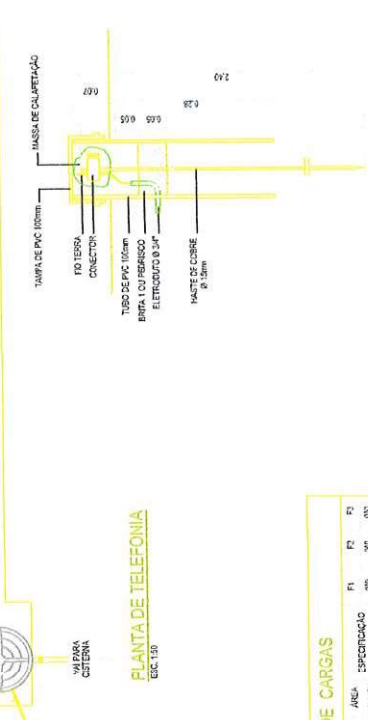 TAMPA DE PVC 100mm
MASSA DE CALAFETAÇÃO
FIO TERRA
CONECTOR
TUBO DE PVC 100mm
BRITA 1 OU PEDRISCO
ELETRODUTO Ø 3/4"
HASTE DE COBRE
Ø 15mm
0.07
0.05
0.05
0.28
2.40
VAI PARA
CISTERNA
PLANTA DE TELEFONIA
ESC. 1:50
DE CARGAS
ÁREA ESPECIFICAÇÃO F1 F2 F3